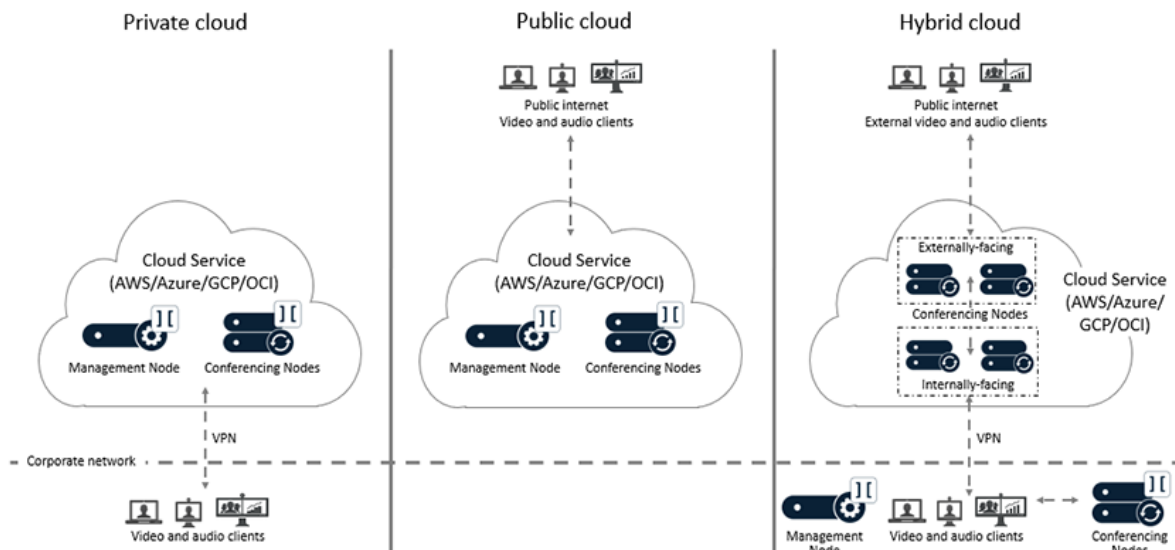 Private cloud
Cloud Service
(AWS/Azure/GCP/OCI)
][
][
Management Node
Conferencing Nodes
VPN
Corporate network
Video and audio clients
Public cloud
Public internet
Video and audio clients
Cloud Service
(AWS/Azure/GCP/OCI)
][
][
Management Node
Conferencing Nodes
Hybrid cloud
Public internet
External video and audio clients
Externally-facing
Conferencing Nodes
Internally-facing
Cloud Service
(AWS/Azure/
GCP/OCI)
VPN
][
][
Management
Node
Video and audio clients
Conferencing
Nodes